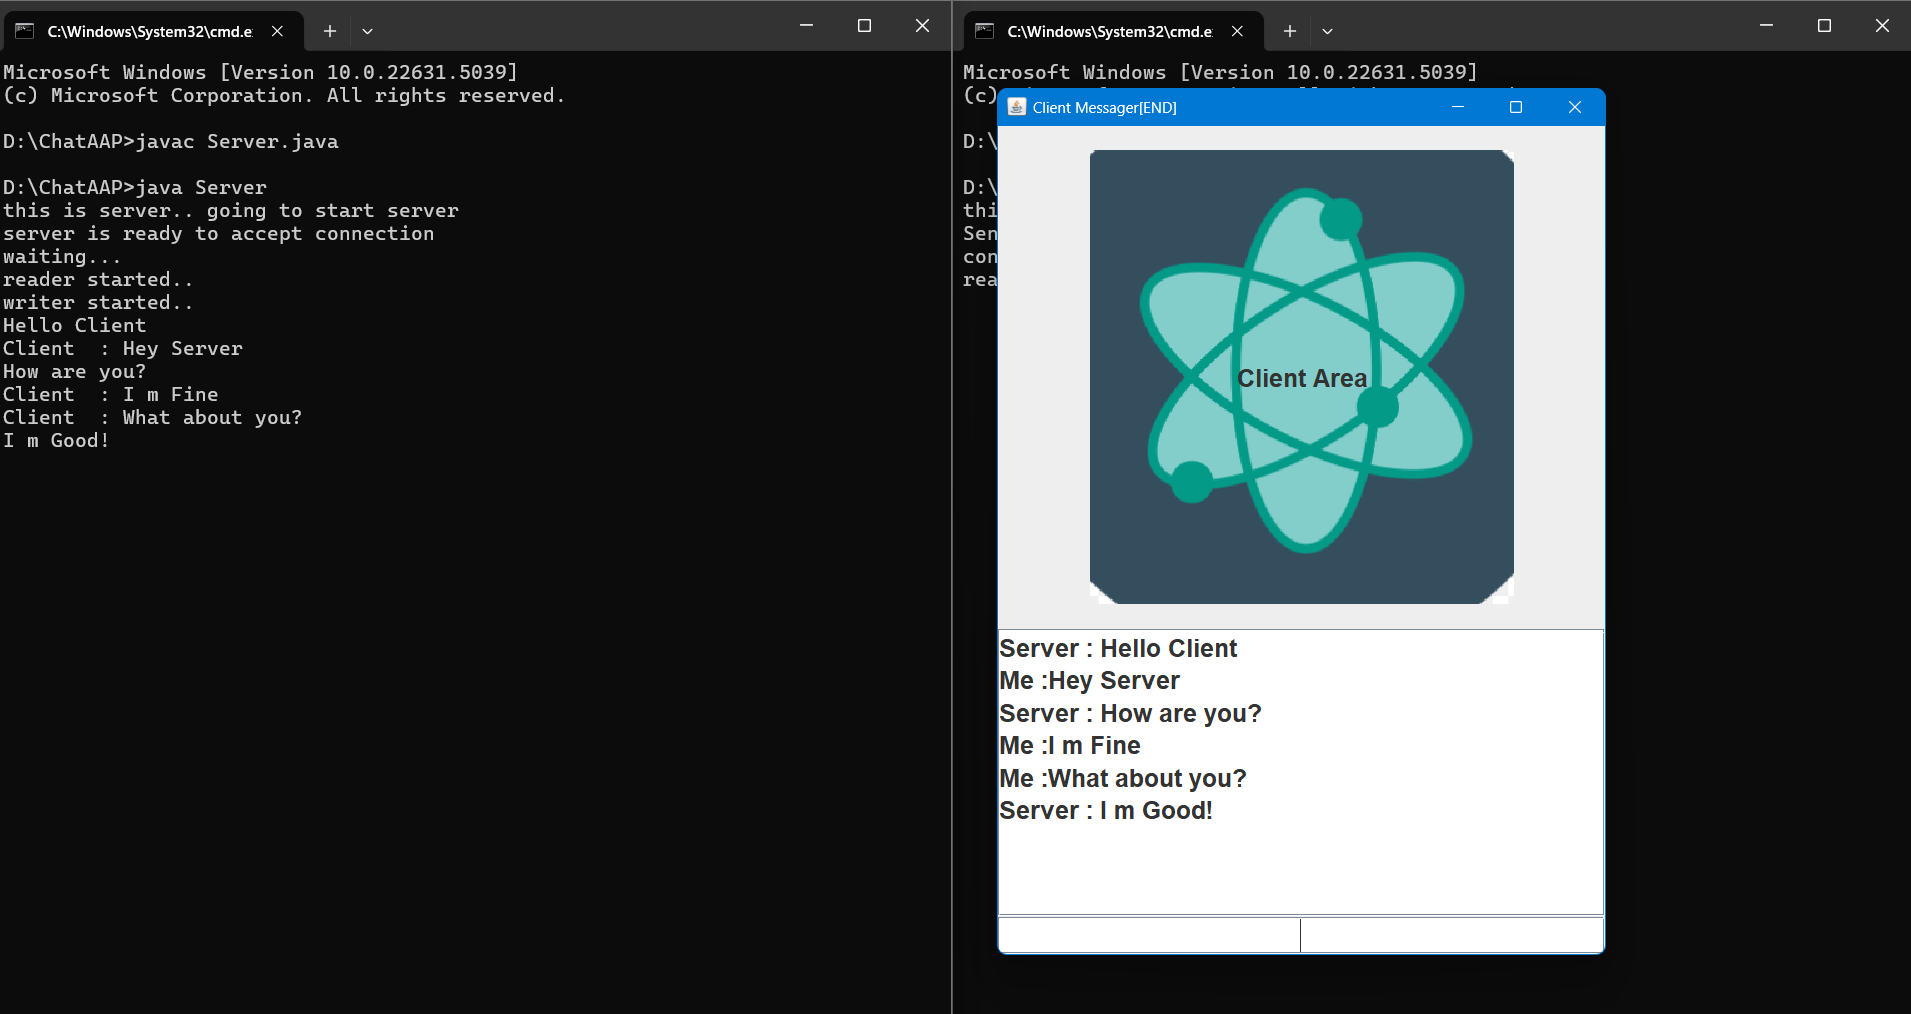 C:\Windows\System32\cmd.e
Microsoft Windows [Version 10.0.22631.5039]
(c) Microsoft Corporation. All rights reserved.
D:\ChatAAP>javac Server.java
D:\ChatAAP>java Server
this is server.. going to start server
server is ready to accept connection
waiting...
reader started..
writer started..
Hello Client
Client  : Hey Server
How are you?
Client  : I m Fine
Client  : What about you?
I m Good!
C:\Windows\System32\cmd.e
Microsoft Windows [Version 10.0.22631.5039]
(c)
D:\
D:\
thi
Sen
con
rea
Client Messager[END]
Client Area
Server : Hello Client
Me :Hey Server
Server : How are you?
Me :I m Fine
Me :What about you?
Server : I m Good!